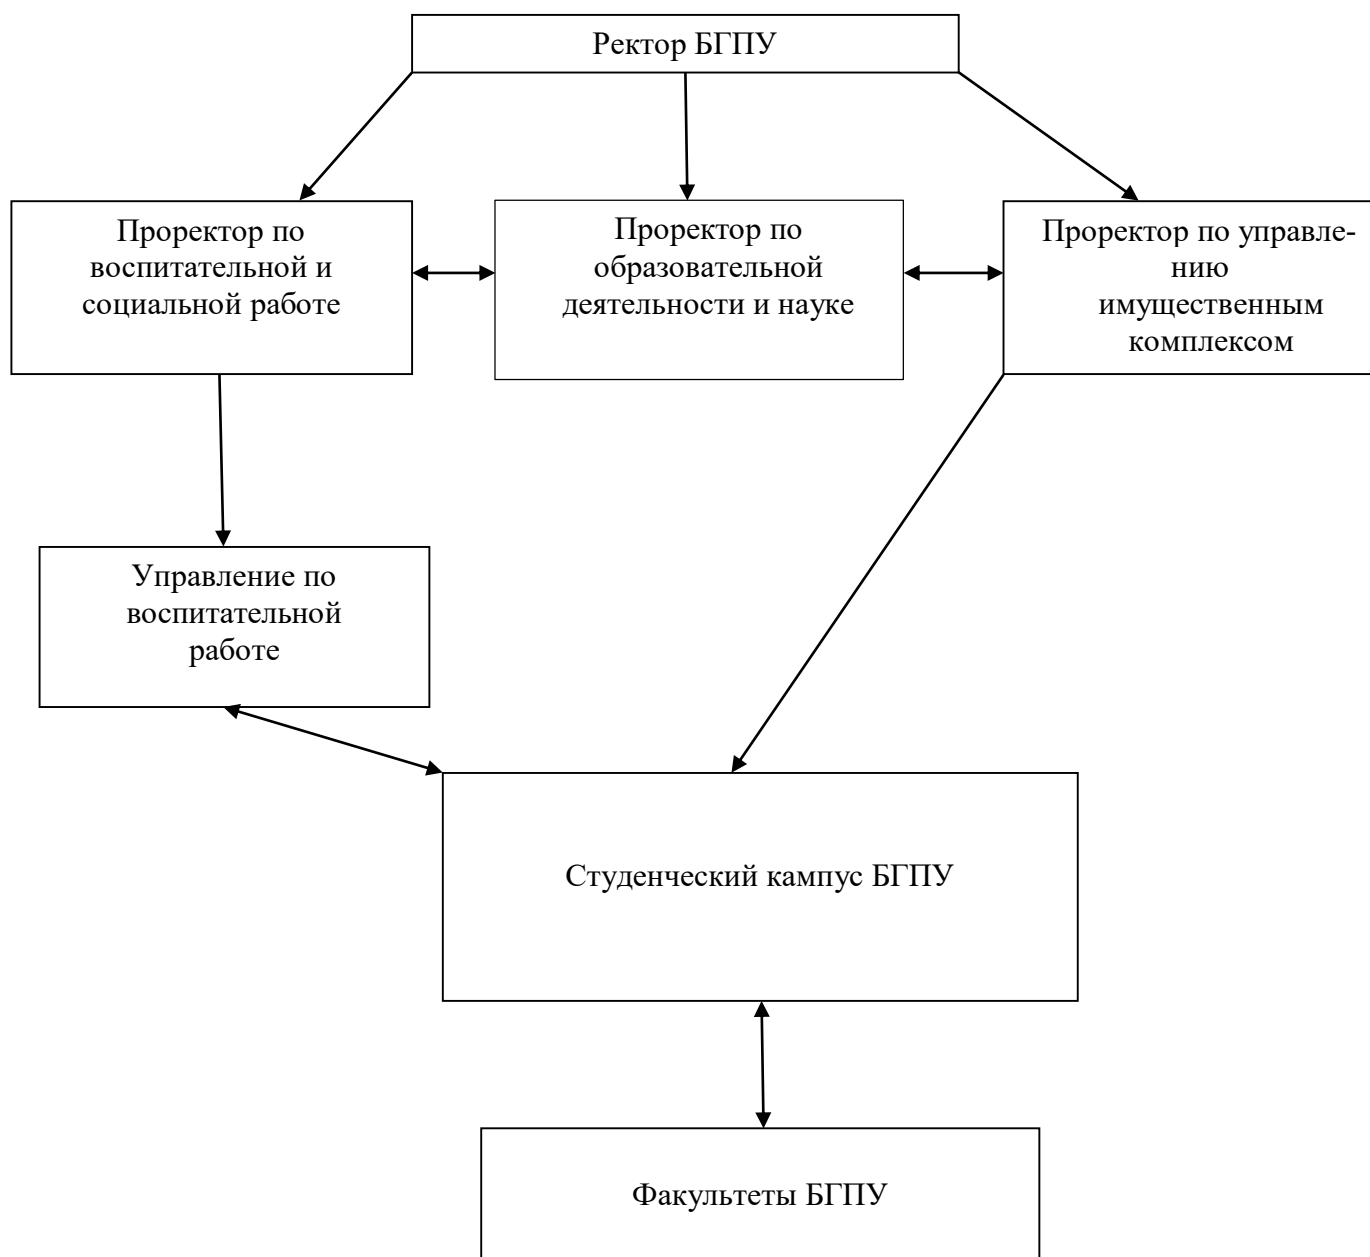 Ректор БГПУ
Проректор по
воспитательной и
социальной работе
Проректор по
образовательной
деятельности и науке
Проректор по управле-
нию
имущественным
комплексом
Управление по
воспитательной
работе
Студенческий кампус БГПУ
Факультеты БГПУ